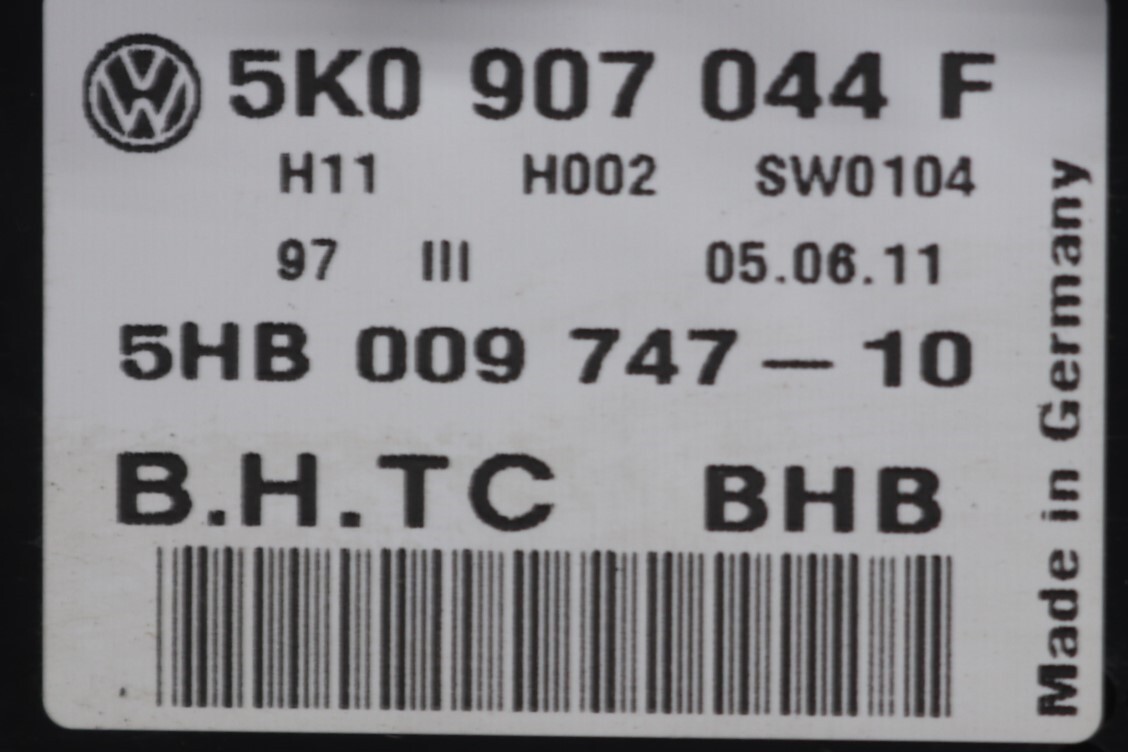 5K0 907 044 F
H11 H002 SW0104
97 III 05.06.11
5HB 009 747-10
B.H.TC BHB
Made in Germany